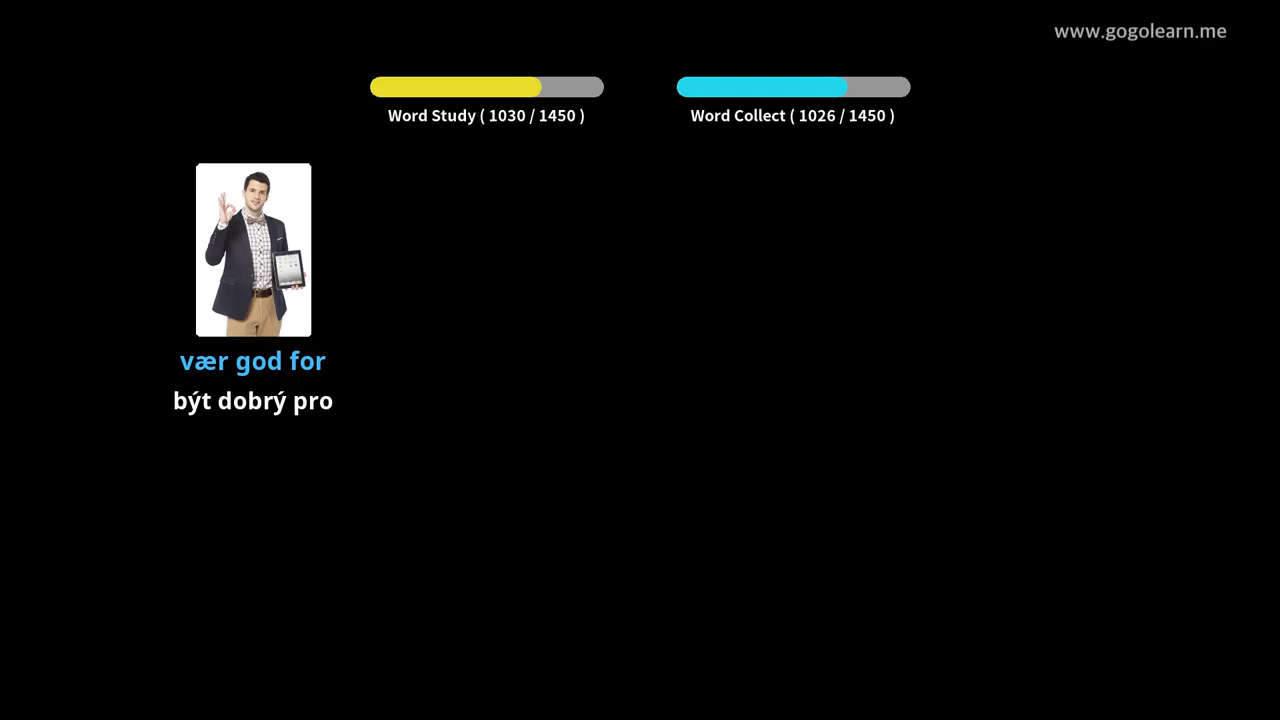 www.gogolearn.me
Word Study ( 1030 / 1450 )
Word Collect ( 1026 / 1450 )
vær god for
být dobrý pro